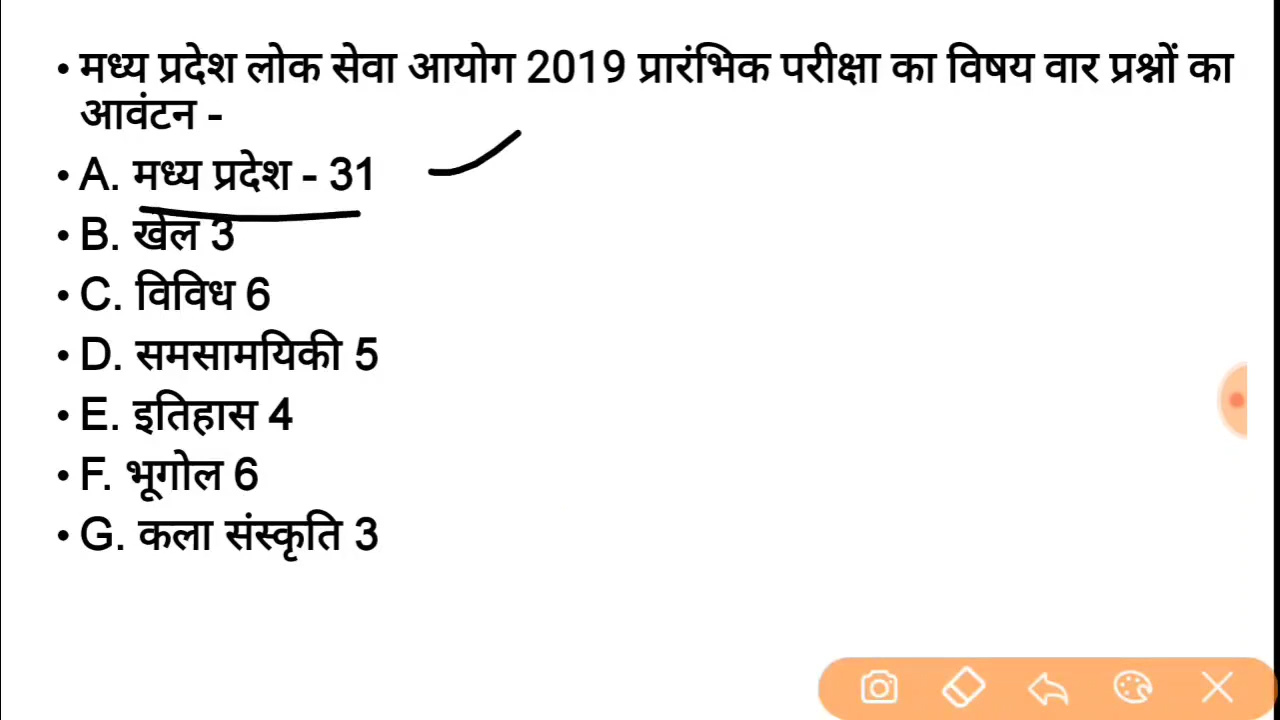 • मध्य प्रदेश लोक सेवा आयोग 2019 प्रारंभिक परीक्षा का विषय वार प्रश्नों का
आवंटन -
• A. मध्य प्रदेश - 31
• B. खेल 3
• C. विविध 6
• D. समसामयिकी 5
• E. इतिहास 4
• F. भूगोल 6
• G. कला संस्कृति 3